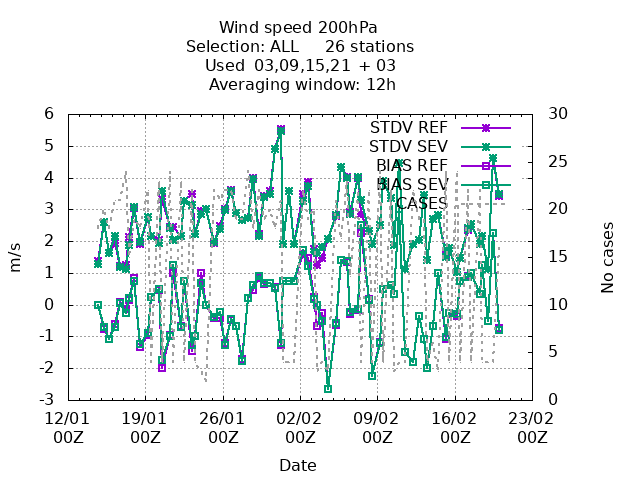 Wind speed 200hPa
Selection: ALL 26 stations
Used 03,09,15,21 + 03
Averaging window: 12h
6
5
4
3
2
1
0
-1
-2
-3
m/s
STDV REF
STDV SEV
BIAS REF
BIAS SEV
CASES
30
25
20
15
10
5
0
No cases
12/01 19/01 26/01 02/02 09/02 16/02 23/02
00Z 00Z 00Z 00Z 00Z 00Z 00Z
Date